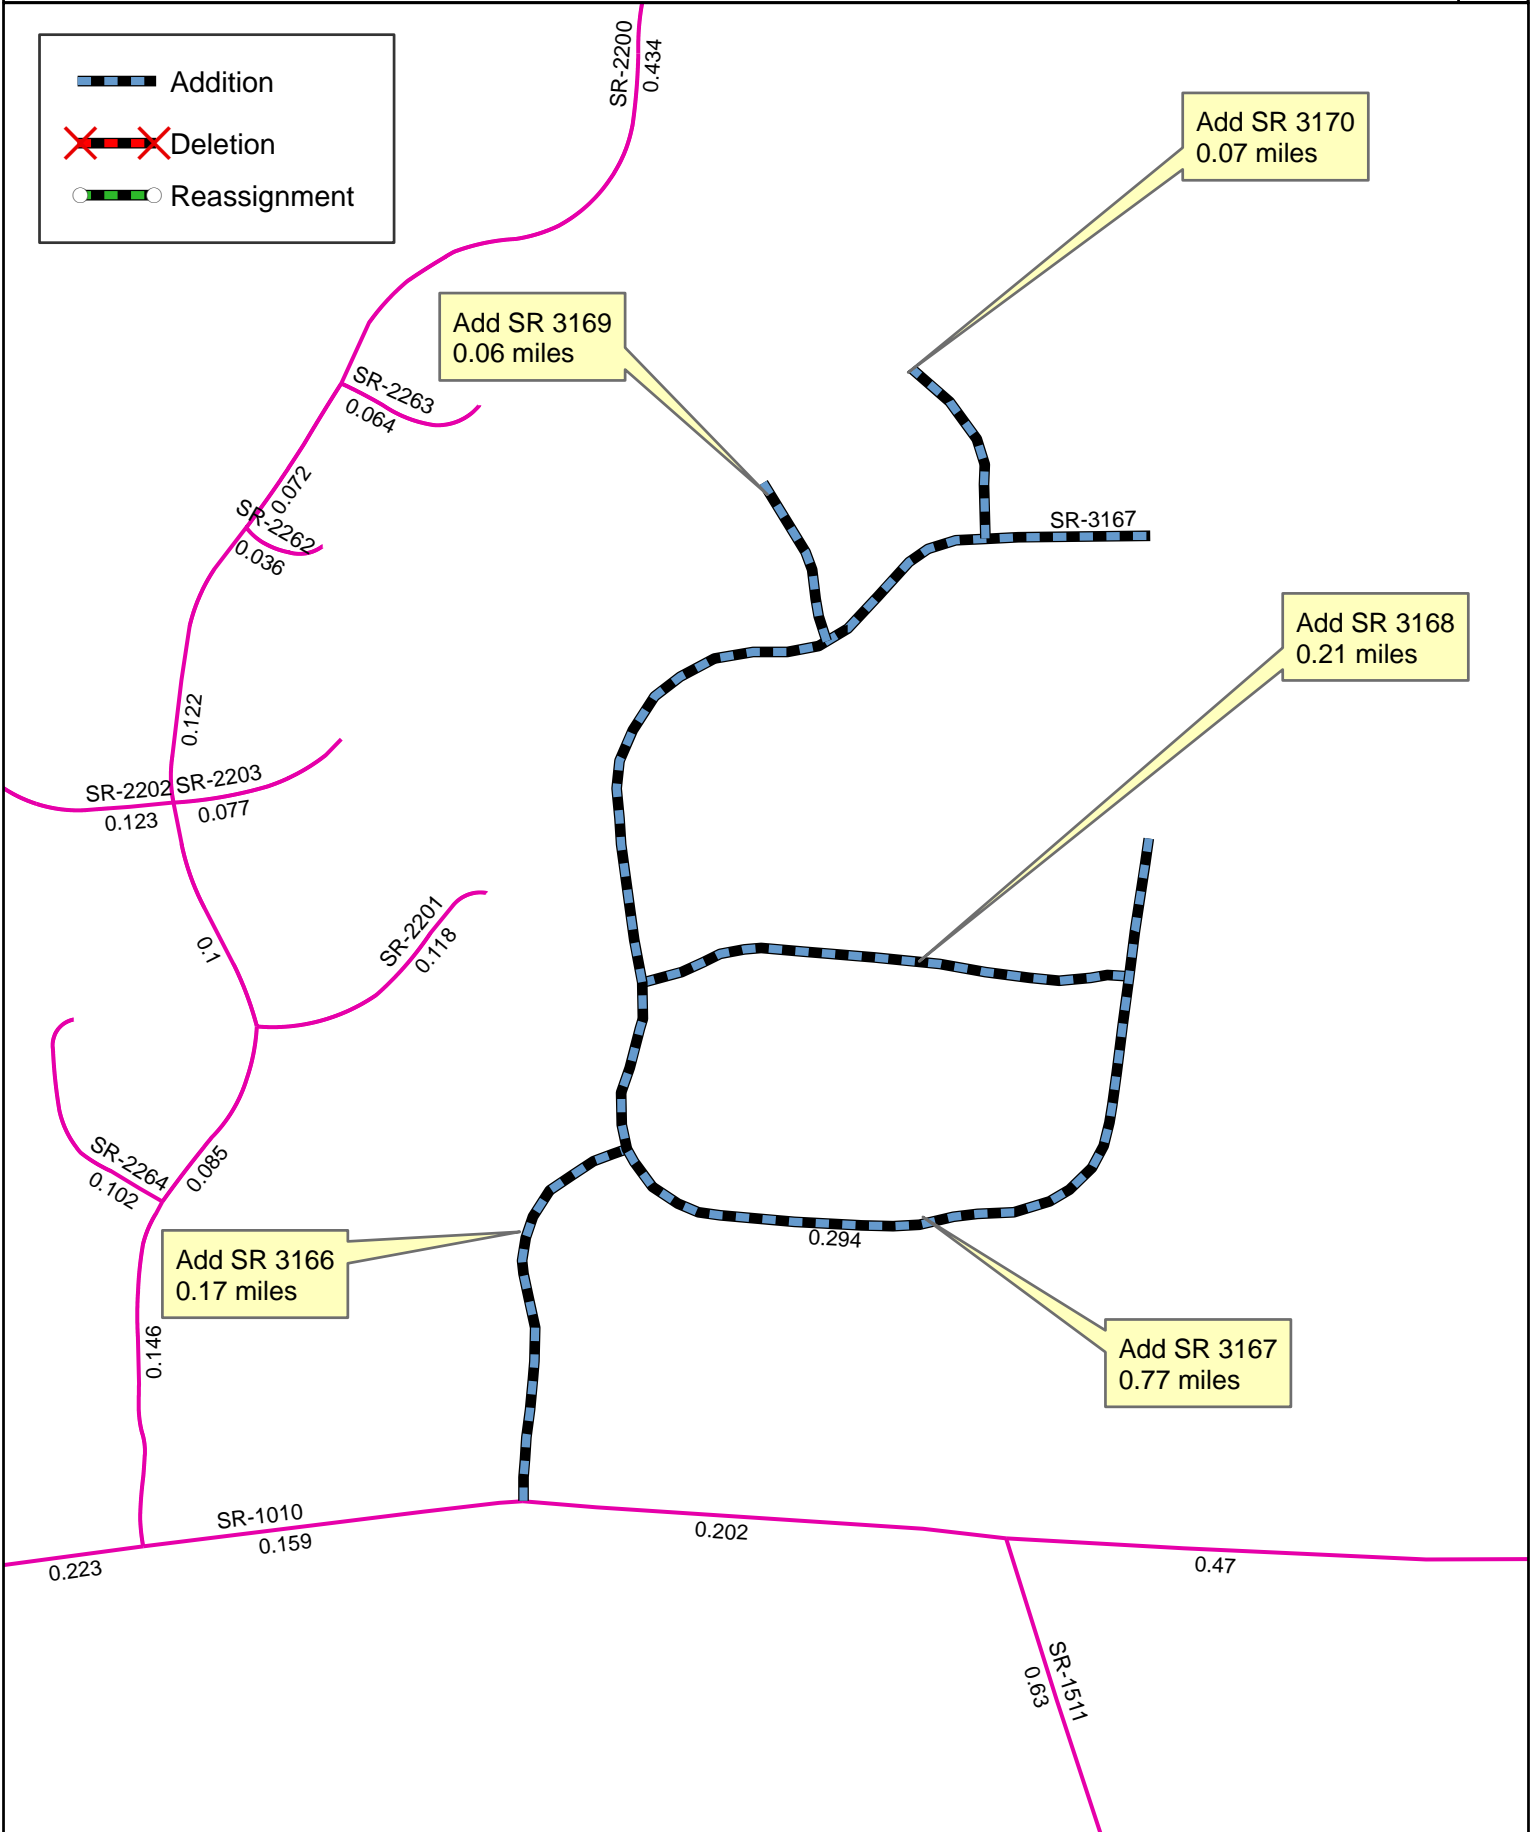 Addition
Deletion
Reassignment
SR-2200
0.434
Add SR 3170
0.07 miles
Add SR 3169
0.06 miles
SR-2263
0.064
0.072
SR-2262
0.036
SR-3167
Add SR 3168
0.21 miles
0.122
SR-2202
SR-2203
0.123
0.077
SR-2201
0.118
0.1
SR-2264
0.102
0.085
0.294
Add SR 3166
0.17 miles
0.146
Add SR 3167
0.77 miles
SR-1010
0.159
0.223
0.202
0.47
SR-1511
0.63